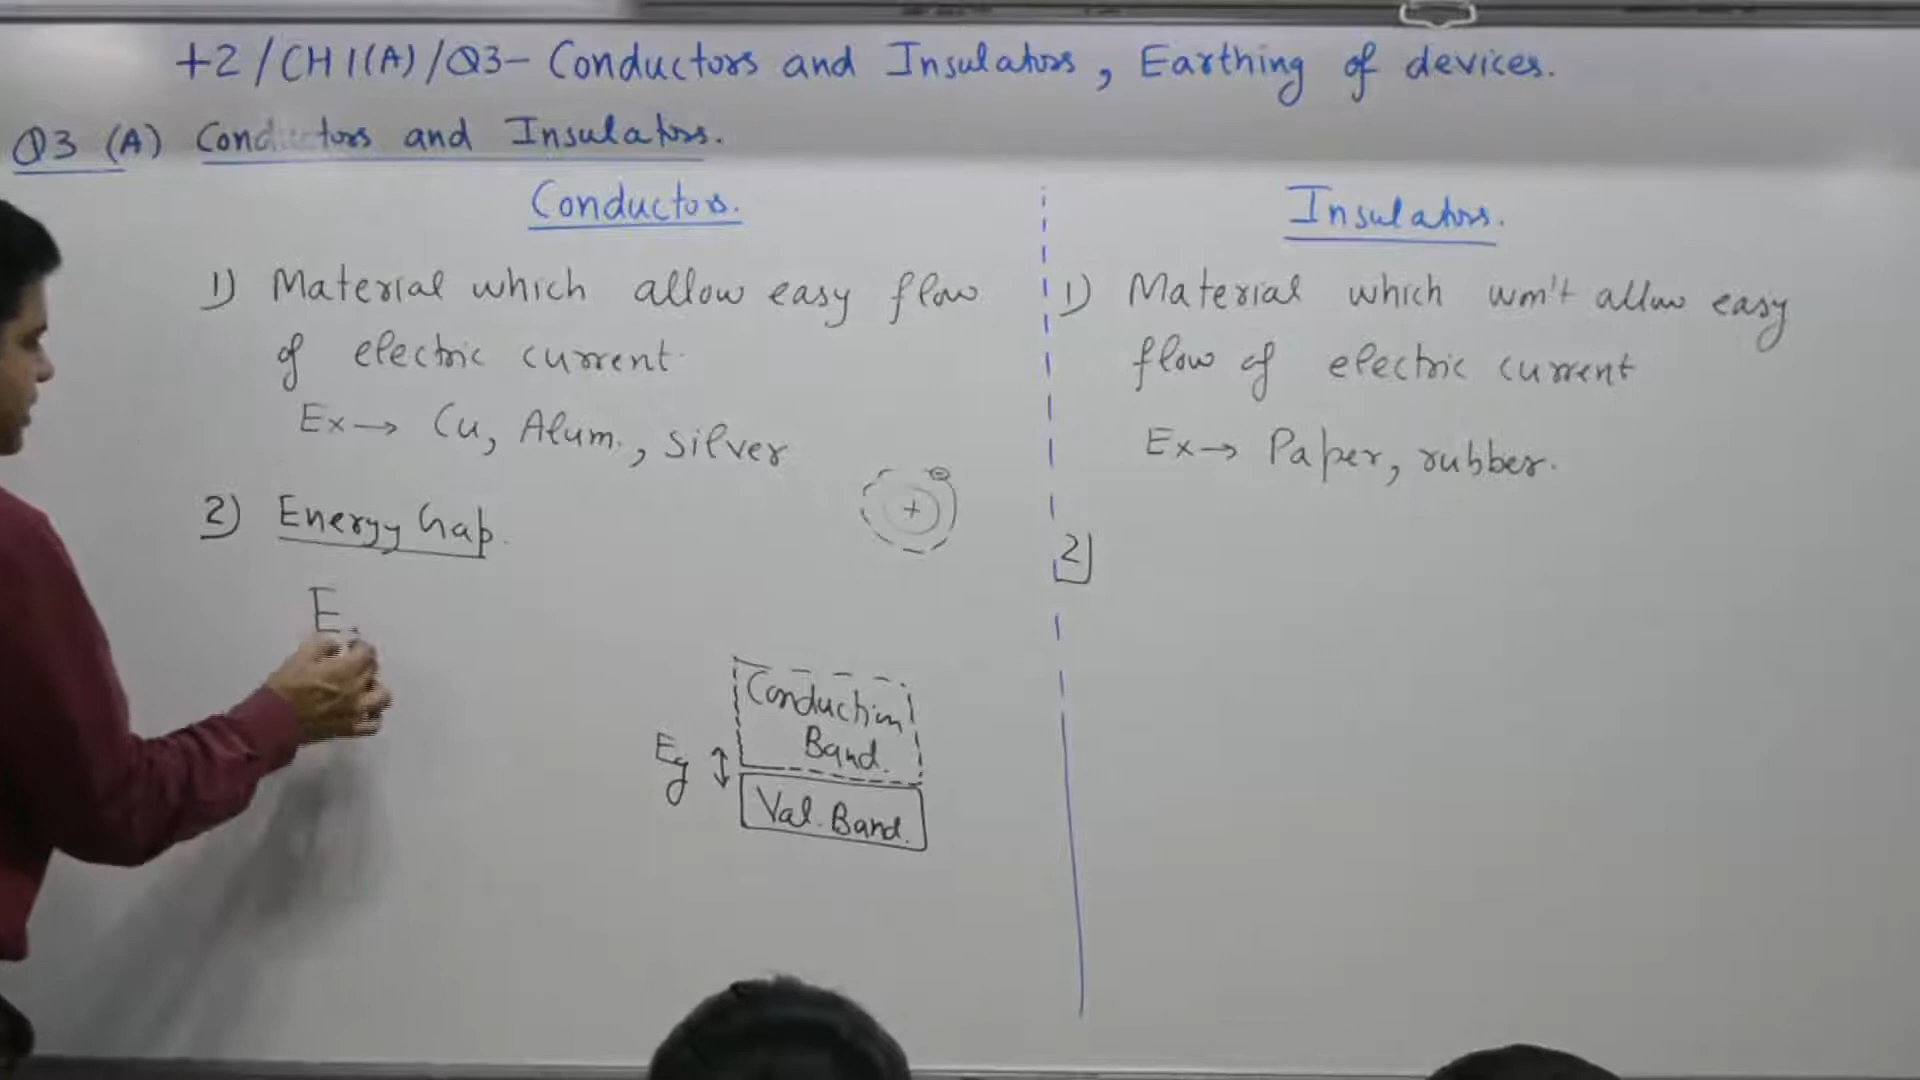 +2/CH1(A)/Q3- Conductors and Insulators, Earthing of devices.
Q3 (A) Conductors and Insulators.
Conductors.
1) Material which allow easy flow
of electric current.
Ex→ Cu, Alum., silver
2) Energy Gap.
+
E
Conduction
Band.
Eg ↕
Val. Band.
Insulators.
1) Material which won't allow easy
flow of electric current
Ex→ Paper, rubber.
2)